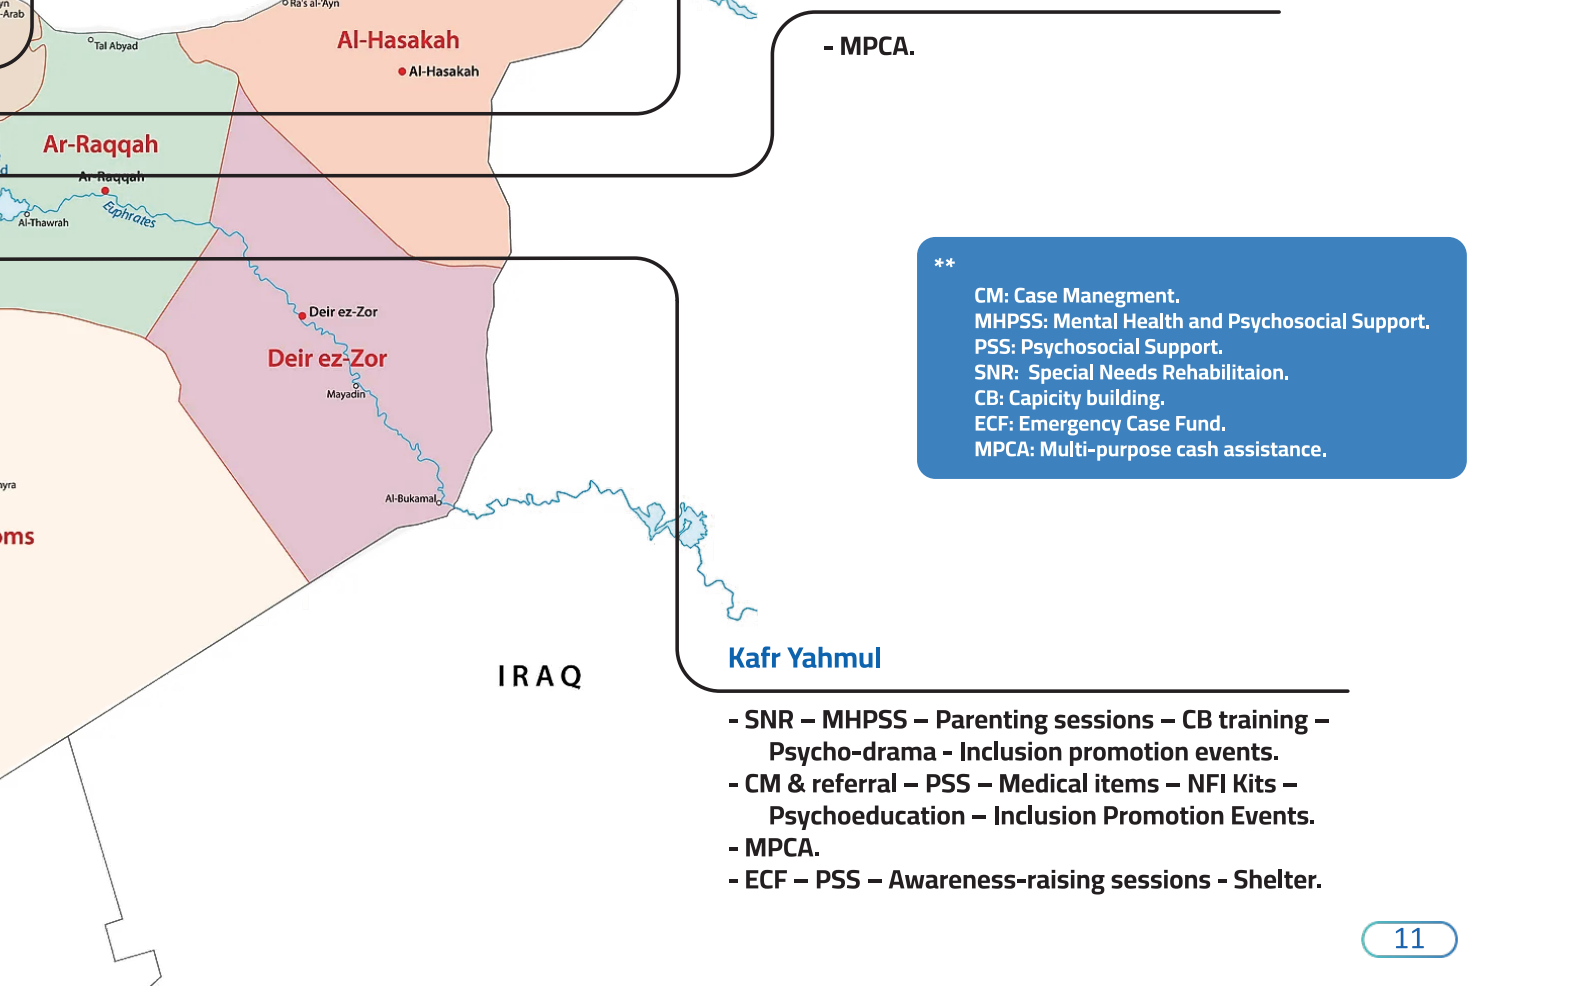 Ra's al-'Ayn
-Arab
Tal Abyad
Al-Hasakah
Al-Hasakah
- MPCA.
Ar-Raqqah
Ar-Raqqah
Al-Thawrah
Euphrates
Deir ez-Zor
Deir ez-Zor
Mayadin
Al-Bukamal
IRAQ
**
CM: Case Manegment.
MHPSS: Mental Health and Psychosocial Support.
PSS: Psychosocial Support.
SNR: Special Needs Rehabilitaion.
CB: Capicity building.
ECF: Emergency Case Fund.
MPCA: Multi-purpose cash assistance.
Kafr Yahmul
- SNR – MHPSS – Parenting sessions – CB training –
Psycho-drama - Inclusion promotion events.
- CM & referral – PSS – Medical items – NFI Kits –
Psychoeducation – Inclusion Promotion Events.
- MPCA.
- ECF – PSS – Awareness-raising sessions - Shelter.
11